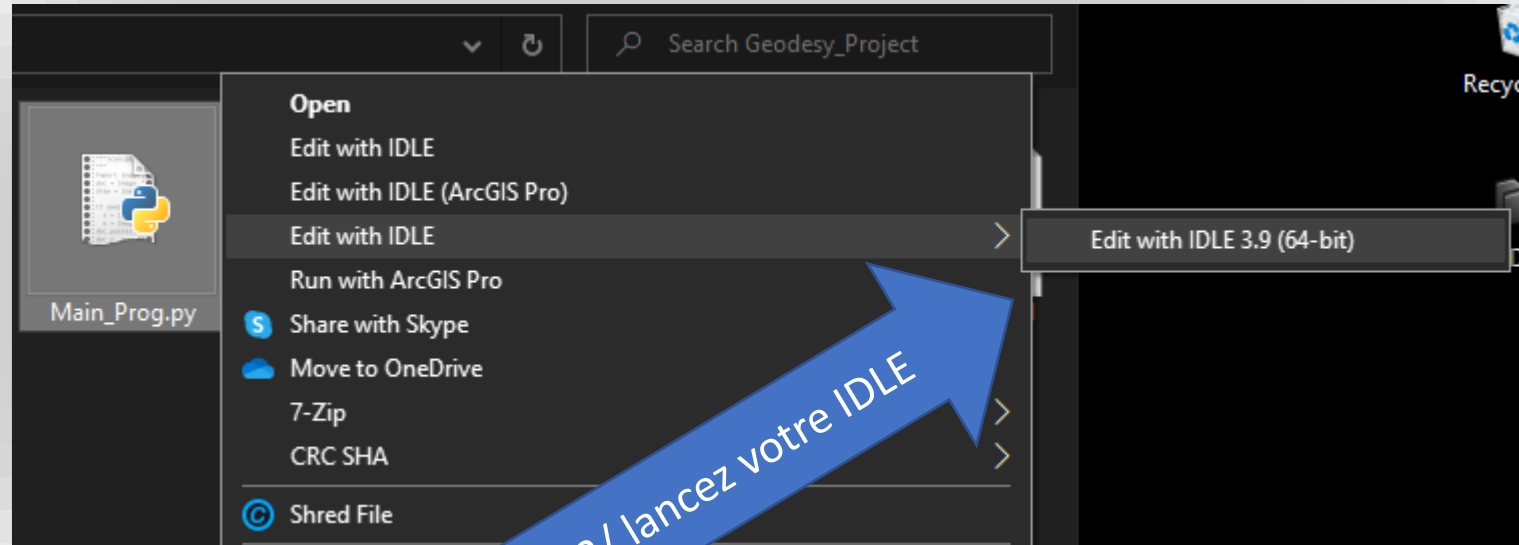 Search Geodesy_Project
Open
Edit with IDLE
Edit with IDLE (ArcGIS Pro)
Edit with IDLE
Edit with IDLE 3.9 (64-bit)
Run with ArcGIS Pro
Share with Skype
Move to OneDrive
7-Zip
CRC SHA
Shred File
Main_Prog.py
/ lancez votre IDLE